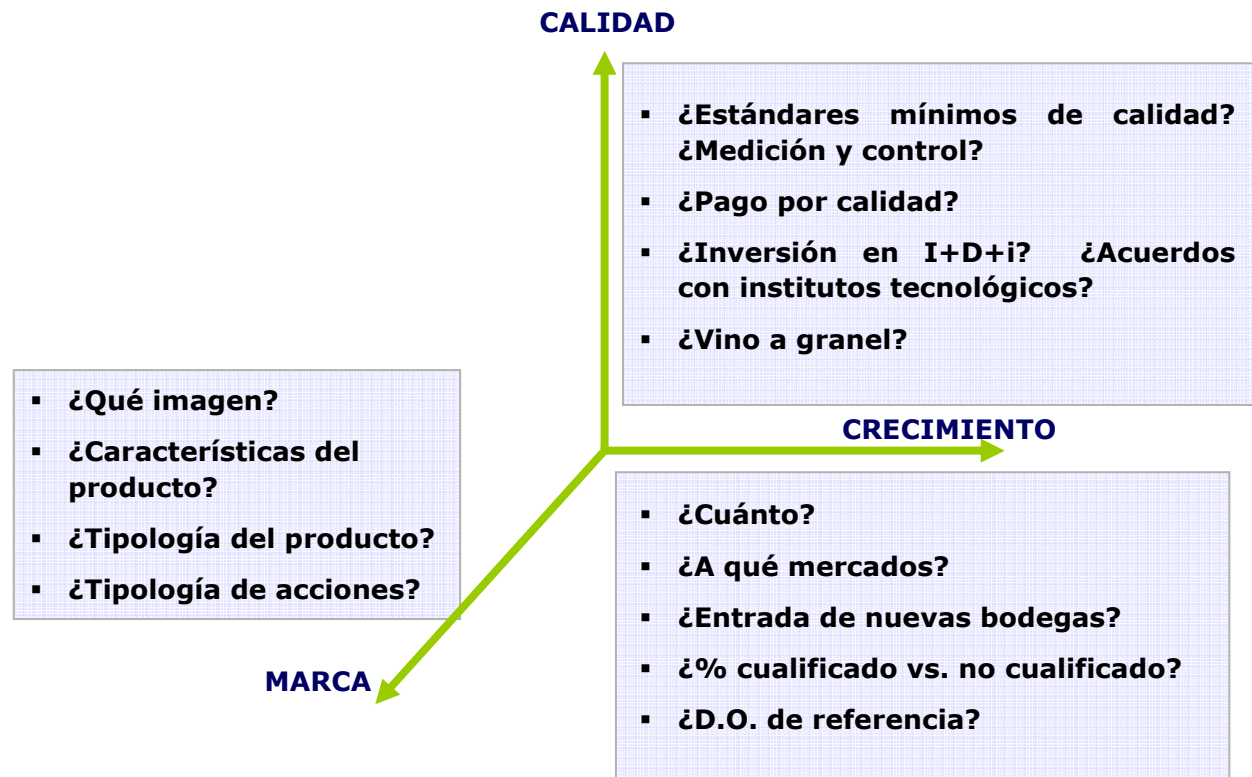 CALIDAD
▪ ¿Estándares mínimos de calidad?
¿Medición y control?
▪ ¿Pago por calidad?
▪ ¿Inversión en I+D+i? ¿Acuerdos
con institutos tecnológicos?
▪ ¿Vino a granel?
▪ ¿Qué imagen?
▪ ¿Características del
producto?
▪ ¿Tipología del producto?
▪ ¿Tipología de acciones?
CRECIMIENTO
▪ ¿Cuánto?
▪ ¿A qué mercados?
▪ ¿Entrada de nuevas bodegas?
▪ ¿% cualificado vs. no cualificado?
▪ ¿D.O. de referencia?
MARCA